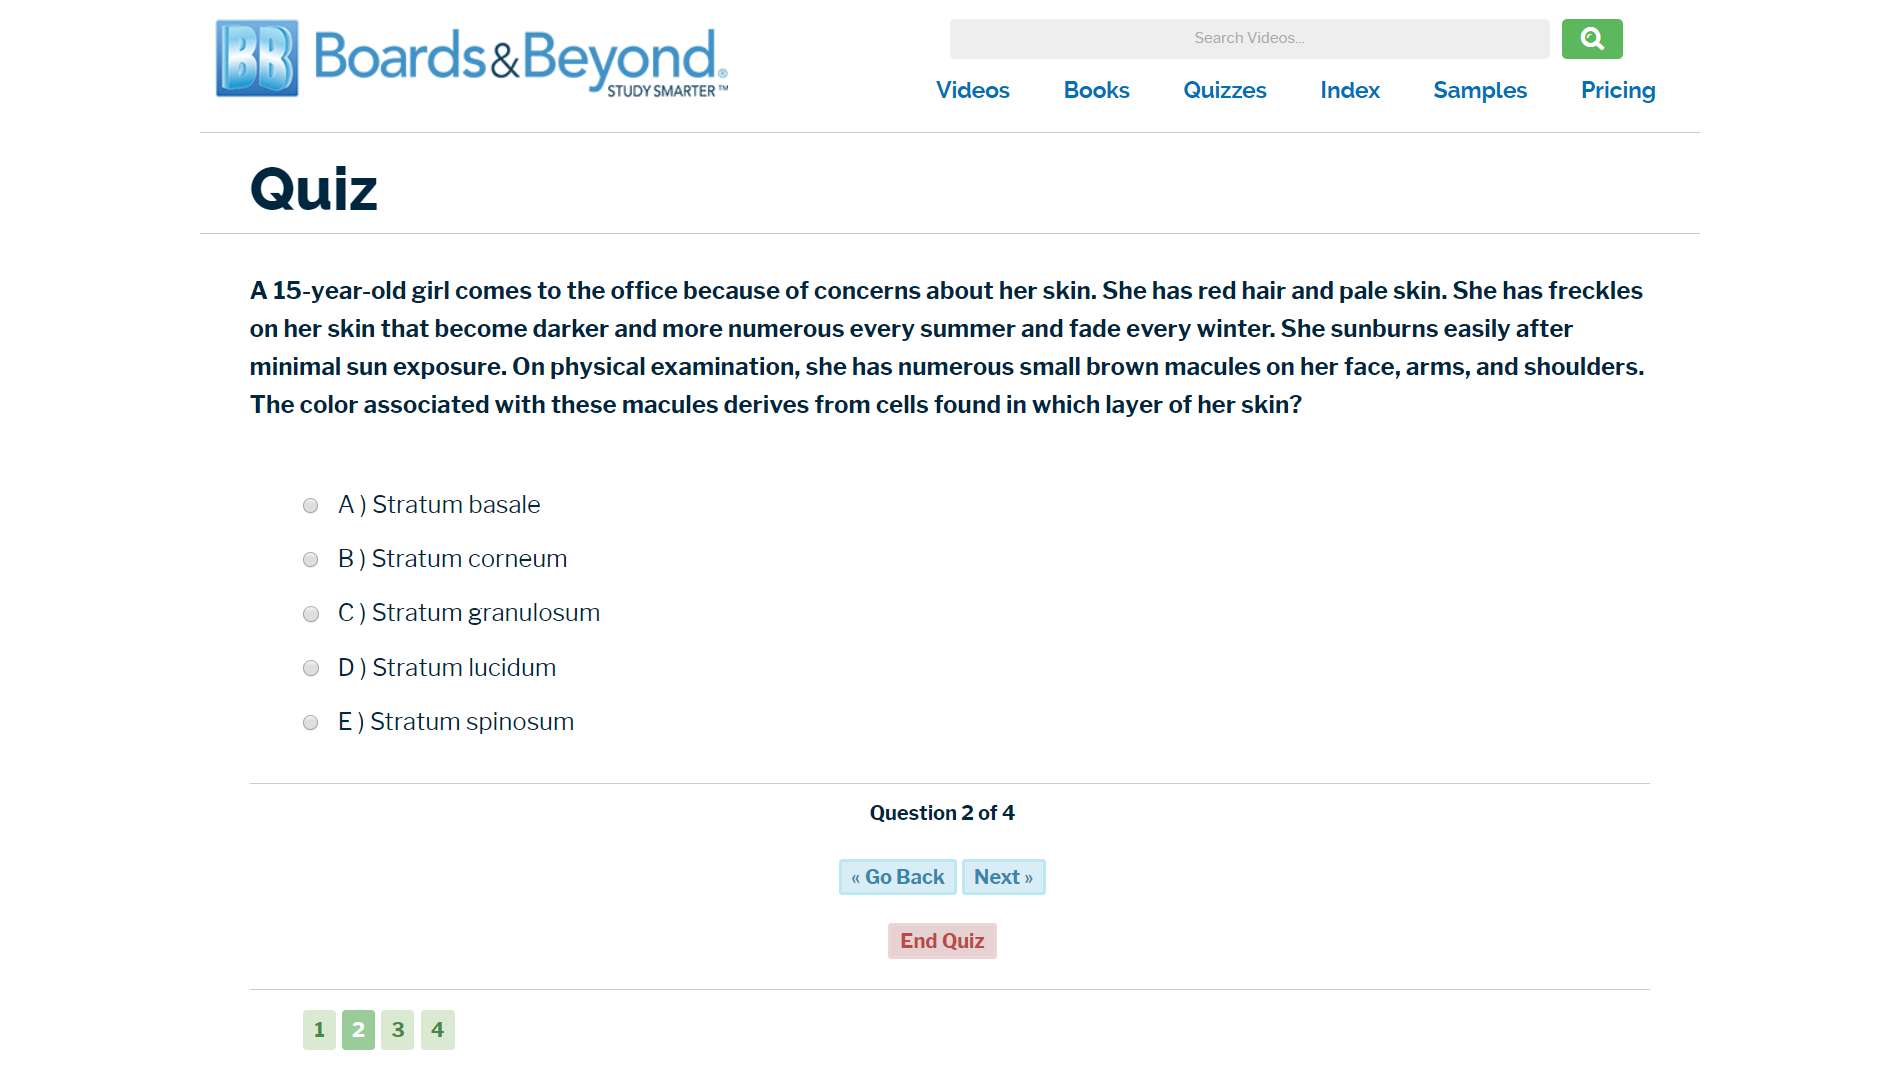 BB Boards&Beyond®
STUDY SMARTER™
Search Videos...
Videos Books Quizzes Index Samples Pricing
Quiz
A 15-year-old girl comes to the office because of concerns about her skin. She has red hair and pale skin. She has freckles
on her skin that become darker and more numerous every summer and fade every winter. She sunburns easily after
minimal sun exposure. On physical examination, she has numerous small brown macules on her face, arms, and shoulders.
The color associated with these macules derives from cells found in which layer of her skin?
A ) Stratum basale
B ) Stratum corneum
C ) Stratum granulosum
D ) Stratum lucidum
E ) Stratum spinosum
Question 2 of 4
« Go Back Next »
End Quiz
1 2 3 4